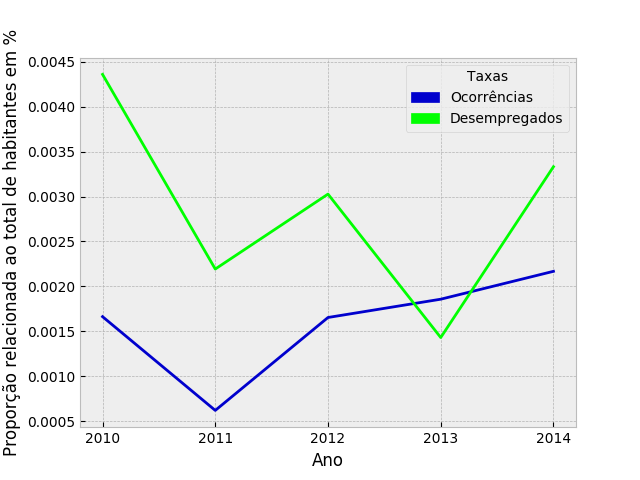 Proporção relacionada ao total de habitantes em %
0.0045
0.0040
0.0035
0.0030
0.0025
0.0020
0.0015
0.0010
0.0005
Taxas
Ocorrências
Desempregados
2010 2011 2012 2013 2014
Ano